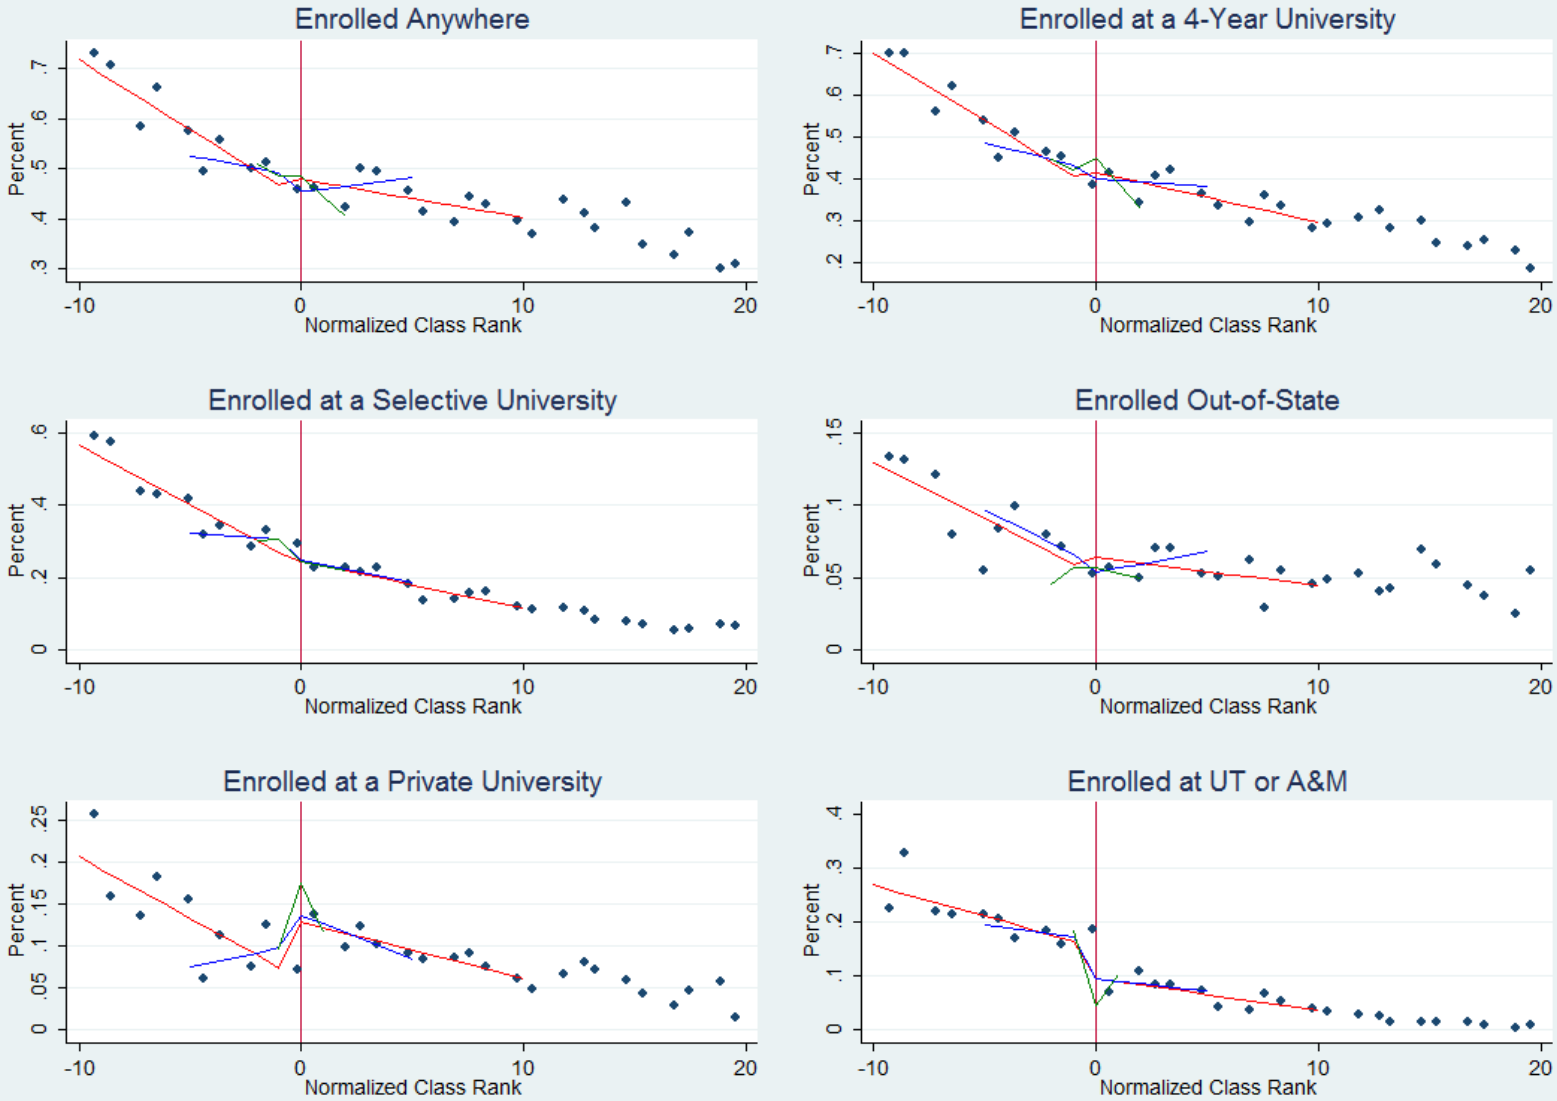 Enrolled Anywhere
Percent
.7
.6
.5
.4
.3
-10 0 10 20
Normalized Class Rank
Enrolled at a 4-Year University
Percent
.7
.6
.5
.4
.3
.2
-10 0 10 20
Normalized Class Rank
Enrolled at a Selective University
Percent
.6
.4
.2
0
-10 0 10 20
Normalized Class Rank
Enrolled Out-of-State
Percent
.15
.1
.05
0
-10 0 10 20
Normalized Class Rank
Enrolled at a Private University
Percent
.25
.2
.15
.1
.05
0
-10 0 10 20
Normalized Class Rank
Enrolled at UT or A&M
Percent
.4
.3
.2
.1
0
-10 0 10 20
Normalized Class Rank